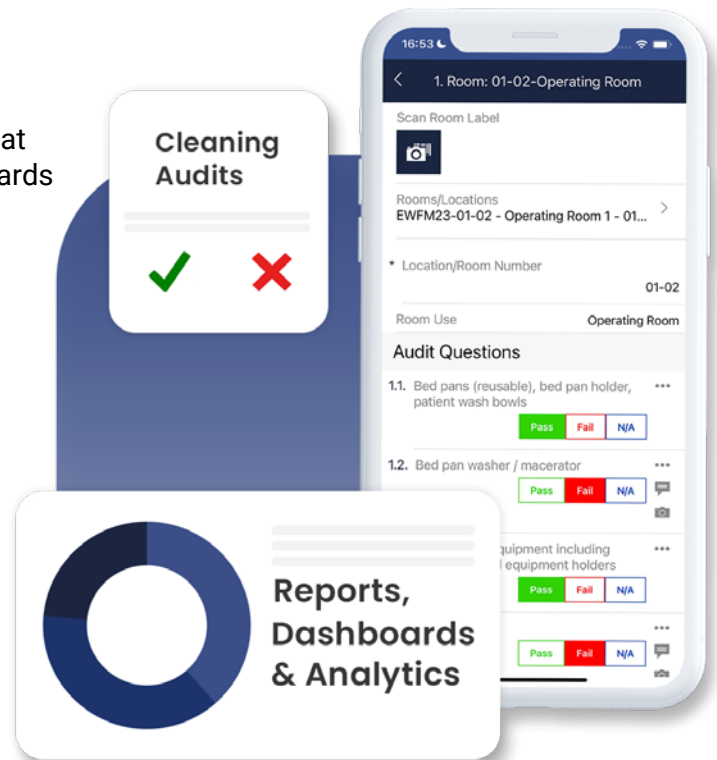 at
ards
Cleaning
Audits
16:53
1. Room: 01-02-Operating Room
Scan Room Label
Rooms/Locations
EWFM23-01-02 - Operating Room 1 - 01...
* Location/Room Number
01-02
Room Use Operating Room
Audit Questions
1.1. Bed pans (reusable), bed pan holder,
patient wash bowls
Pass Fail N/A
1.2. Bed pan washer / macerator
Pass Fail N/A
quipment including
equipment holders
Pass Fail N/A
Pass Fail N/A
Reports,
Dashboards
& Analytics